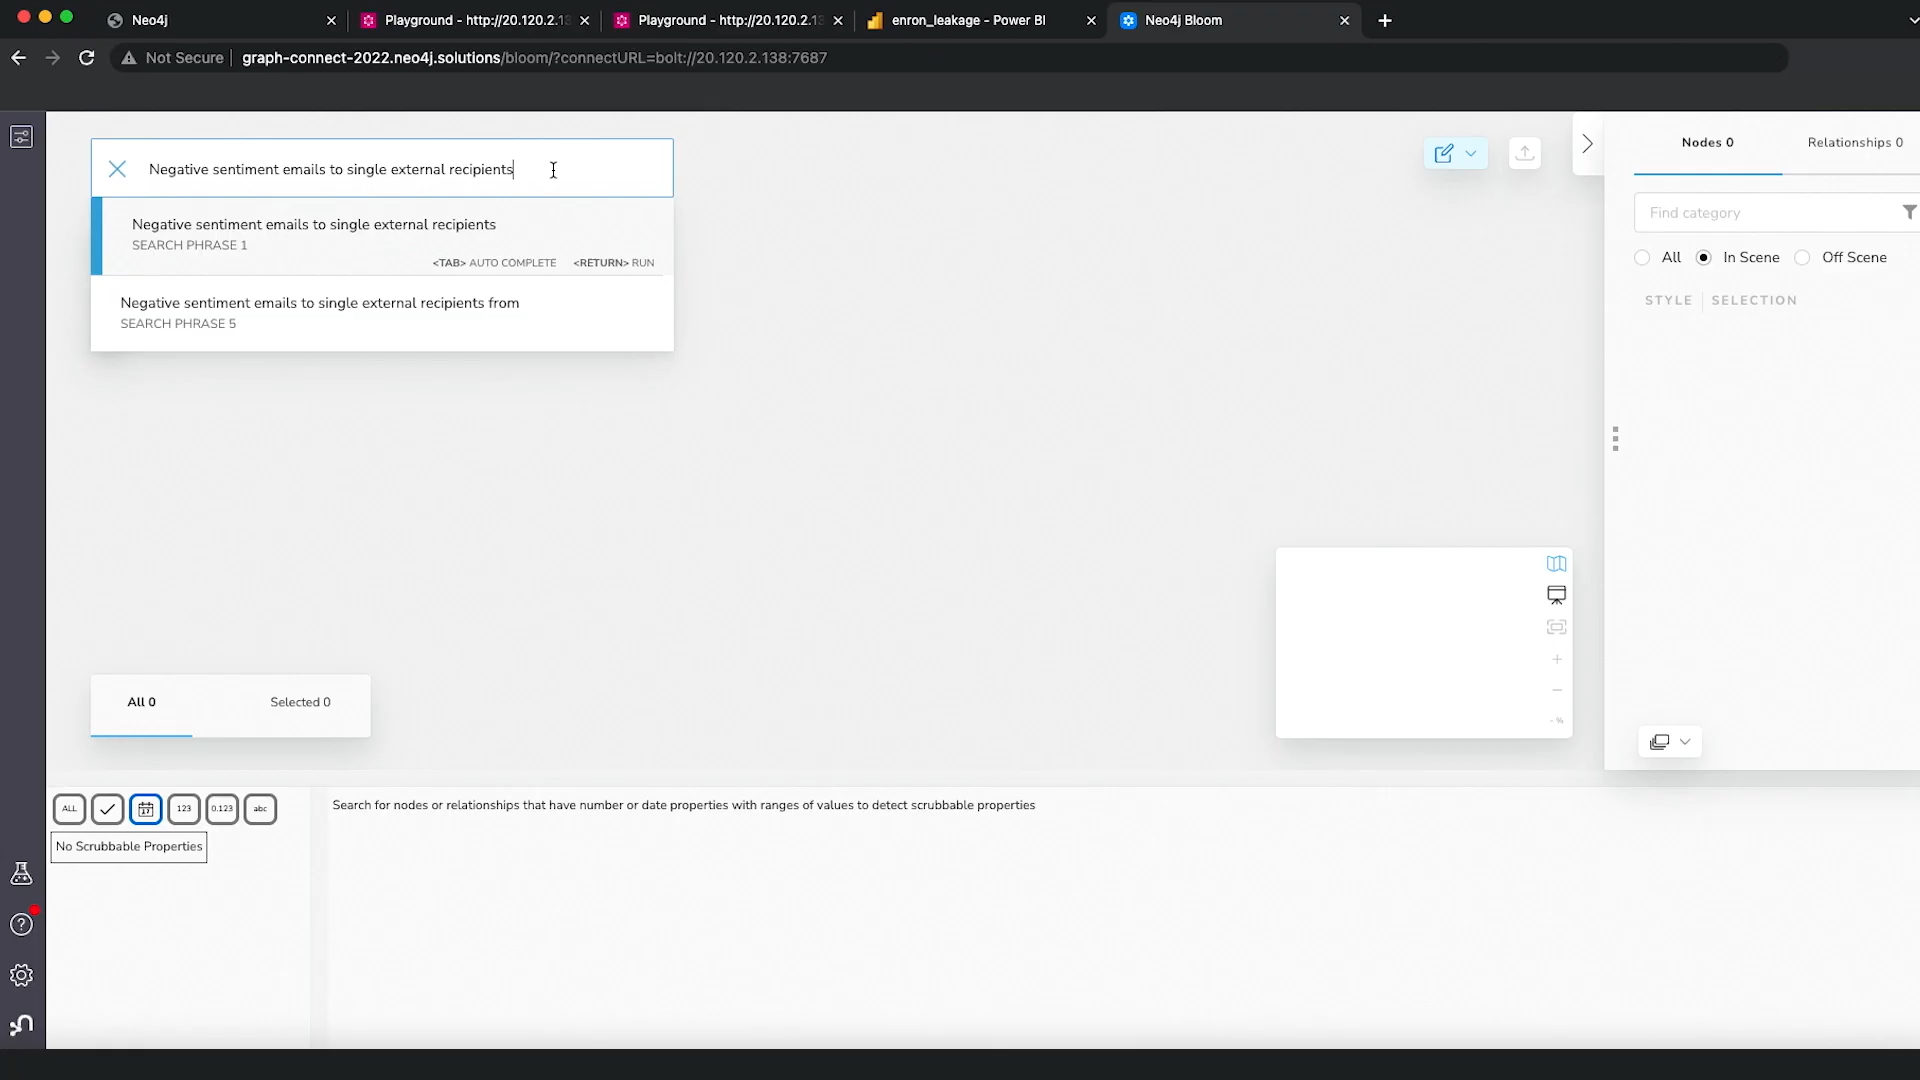 Neo4j
Playground - http://20.120.2.13
Playground - http://20.120.2.13
enron_leakage - Power BI
Neo4j Bloom
Not Secure
graph-connect-2022.neo4j.solutions/bloom/?connectURL=bolt://20.120.2.138:7687
Negative sentiment emails to single external recipients
Negative sentiment emails to single external recipients
SEARCH PHRASE 1
<TAB> AUTO COMPLETE <RETURN> RUN
Negative sentiment emails to single external recipients from
SEARCH PHRASE 5
Nodes 0
Relationships 0
Find category
All
In Scene
Off Scene
STYLE
SELECTION
- %
All 0
Selected 0
ALL
17
123
0.123
abc
No Scrubbable Properties
Search for nodes or relationships that have number or date properties with ranges of values to detect scrubbable properties